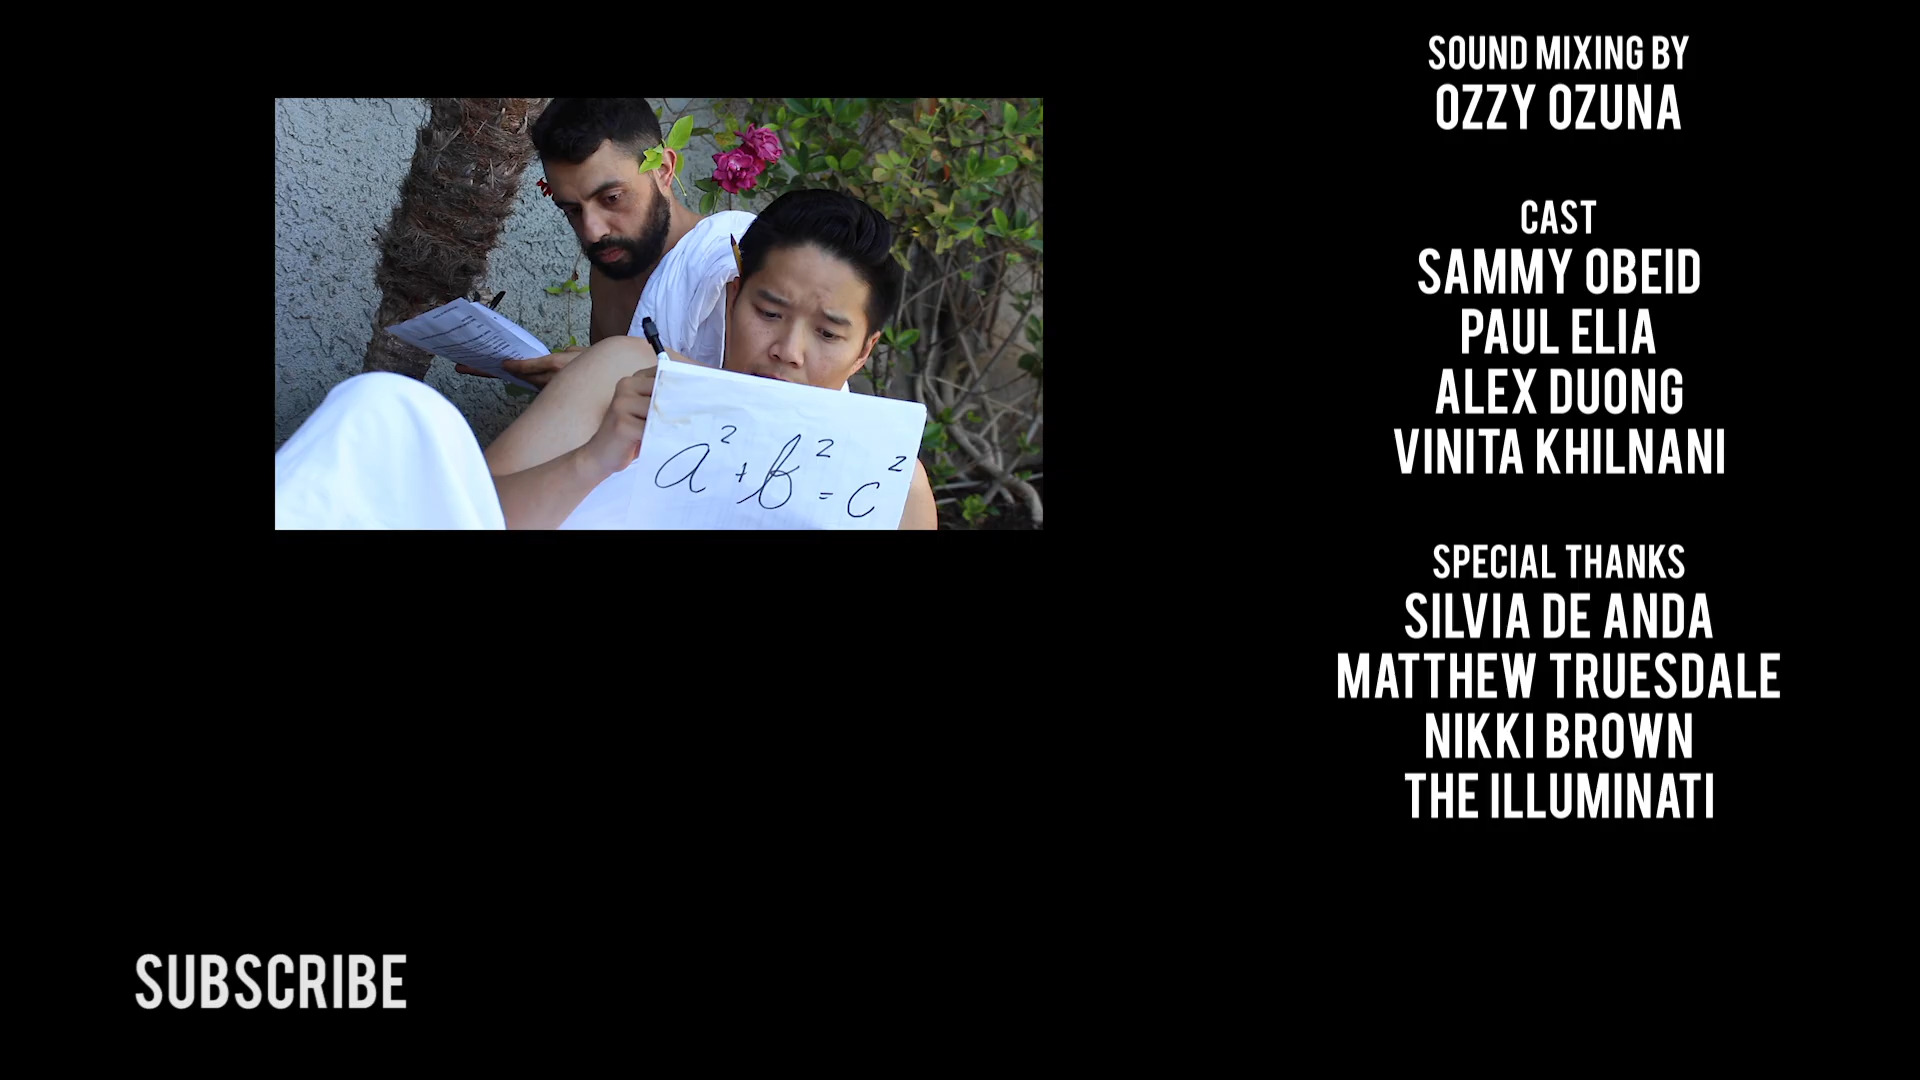 SOUND MIXING BY
OZZY OZUNA
CAST
SAMMY OBEID
PAUL ELIA
ALEX DUONG
VINITA KHILNANI
SPECIAL THANKS
SILVIA DE ANDA
MATTHEW TRUESDALE
NIKKI BROWN
THE ILLUMINATI
a² + b² = c²
SUBSCRIBE